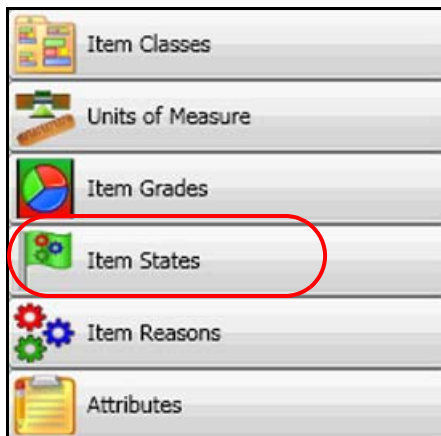 Item Classes
Units of Measure
Item Grades
Item States
Item Reasons
Attributes